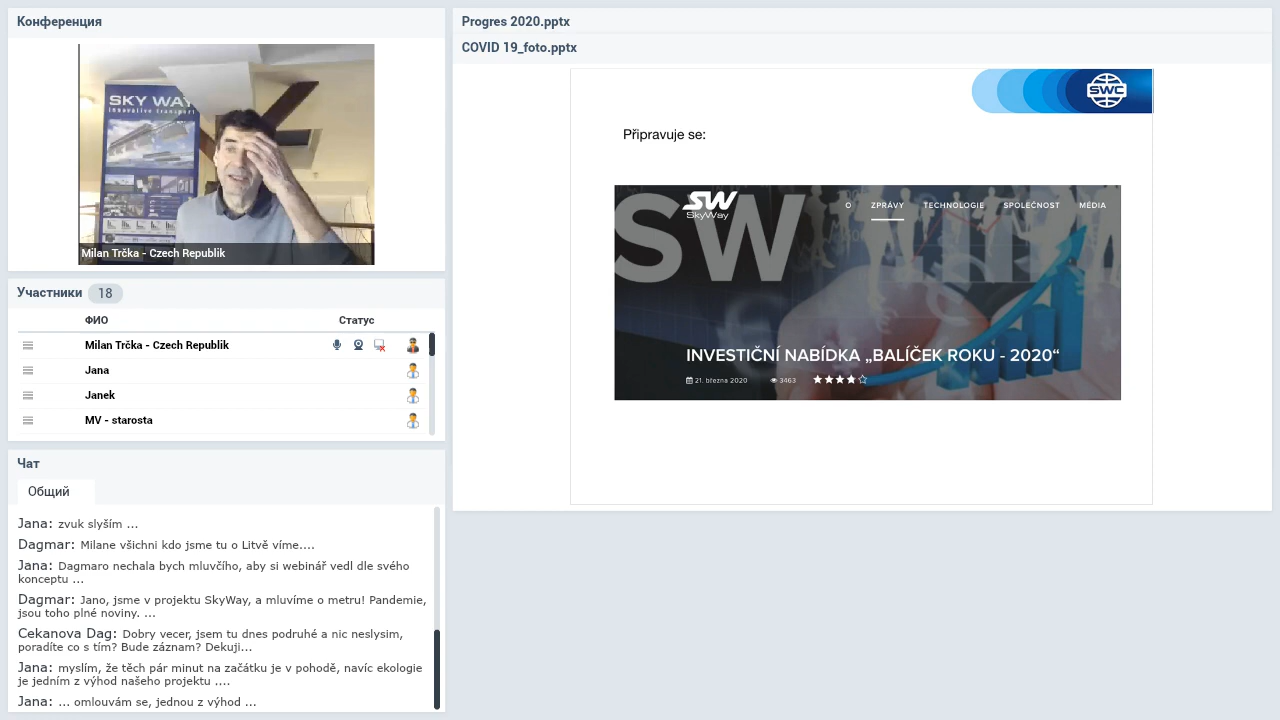 Конференция
SKY WAY
innovative transport
Milan Trčka - Czech Republik
Участники 18
ФИО Статус
Milan Trčka - Czech Republik
Jana
Janek
MV - starosta
Чат
Общий
Jana: zvuk slyším ...
Dagmar: Milane všichni kdo jsme tu o Litvě víme....
Jana: Dagmaro nechala bych mluvčího, aby si webinář vedl dle svého
konceptu ...
Dagmar: Jano, jsme v projektu SkyWay, a mluvíme o metru! Pandemie,
jsou toho plné noviny. ...
Cekanova Dag: Dobry vecer, jsem tu dnes podruhé a nic neslysim,
poradíte co s tím? Bude záznam? Dekuji...
Jana: myslím, že těch pár minut na začátku je v pohodě, navíc ekologie
je jedním z výhod našeho projektu ....
Jana: ... omlouvám se, jednou z výhod ...
Progres 2020.pptx
COVID 19_foto.pptx
SWC
Připravuje se:
SW
SW
SkyWay
O ZPRÁVY TECHNOLOGIE SPOLEČNOST MÉDIA
INVESTIČNÍ NABÍDKA „BALÍČEK ROKU - 2020“
21. března 2020 3463